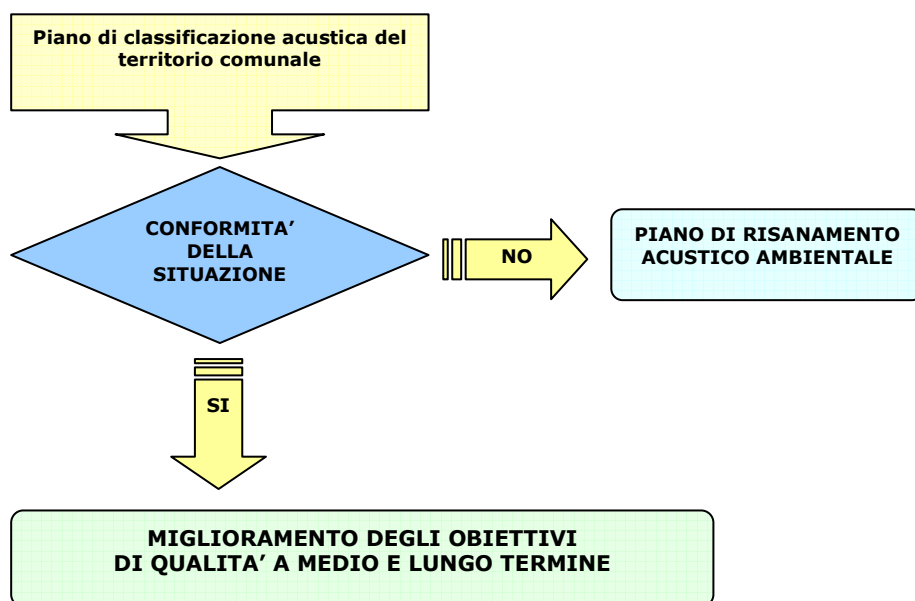 Piano di classificazione acustica del
territorio comunale
CONFORMITA’
DELLA
SITUAZIONE
NO
PIANO DI RISANAMENTO
ACUSTICO AMBIENTALE
SI
MIGLIORAMENTO DEGLI OBIETTIVI
DI QUALITA’ A MEDIO E LUNGO TERMINE